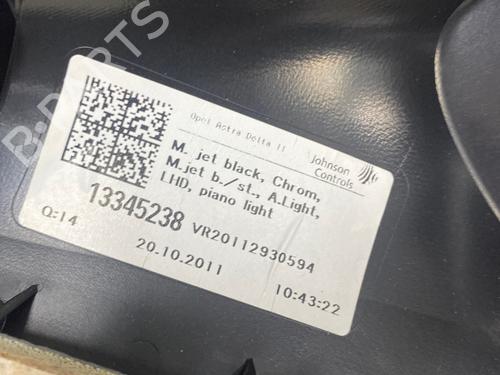 Opel Astra Delta II
Johnson
Controls
M. jet black, Chrom,
M.jet b./st., A.Light,
LHD, piano light
13345238 VR20112930594
Q:14
20.10.2011
10:43:22
B-PARTS